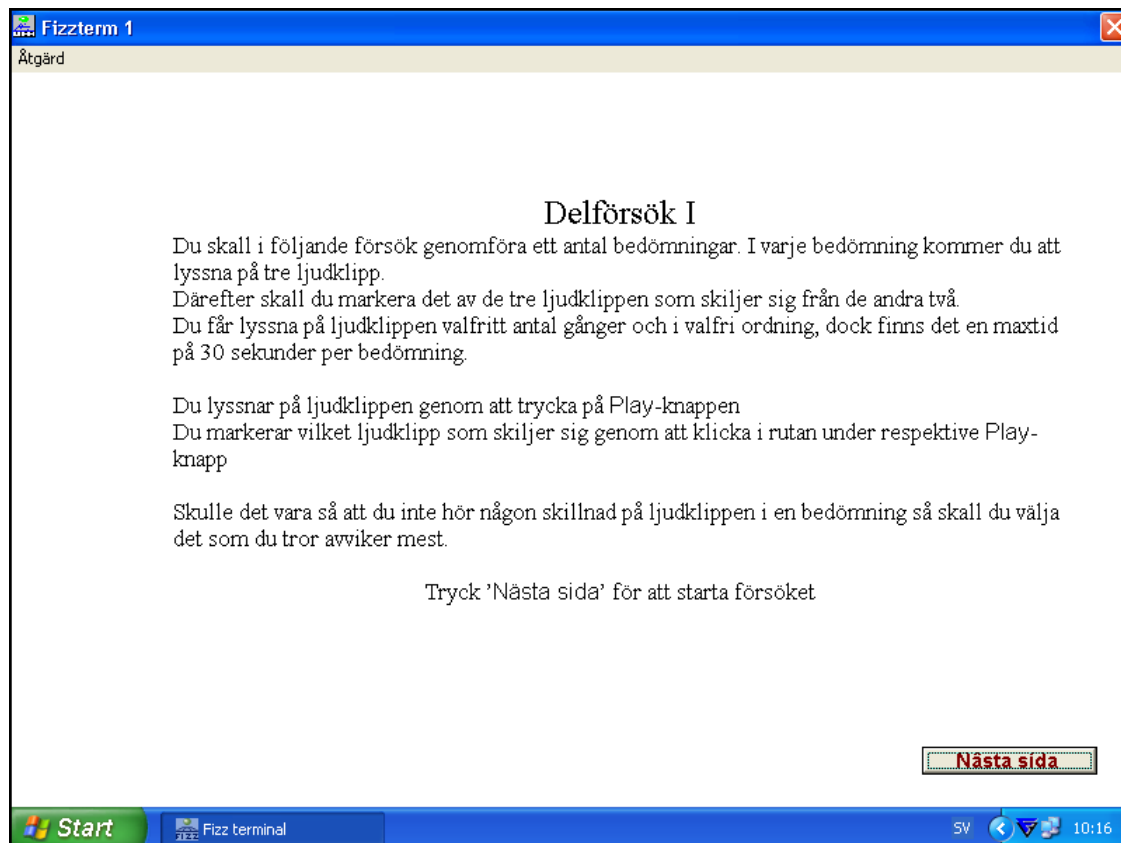 Fizzterm 1
Åtgärd
Delförsök I
Du skall i följande försök genomföra ett antal bedömningar. I varje bedömning kommer du att
lyssna på tre ljudklipp.
Därefter skall du markera det av de tre ljudklippen som skiljer sig från de andra två.
Du får lyssna på ljudklippen valfritt antal gånger och i valfri ordning, dock finns det en maxtid
på 30 sekunder per bedömning.
Du lyssnar på ljudklippen genom att trycka på Play-knappen
Du markerar vilket ljudklipp som skiljer sig genom att klicka i rutan under respektive Play-
knapp
Skulle det vara så att du inte hör någon skillnad på ljudklippen i en bedömning så skall du välja
det som du tror avviker mest.
Tryck ’Nästa sida’ för att starta försöket
Nästa sida
Start
FIZZ
Fizz terminal
SV
10:16